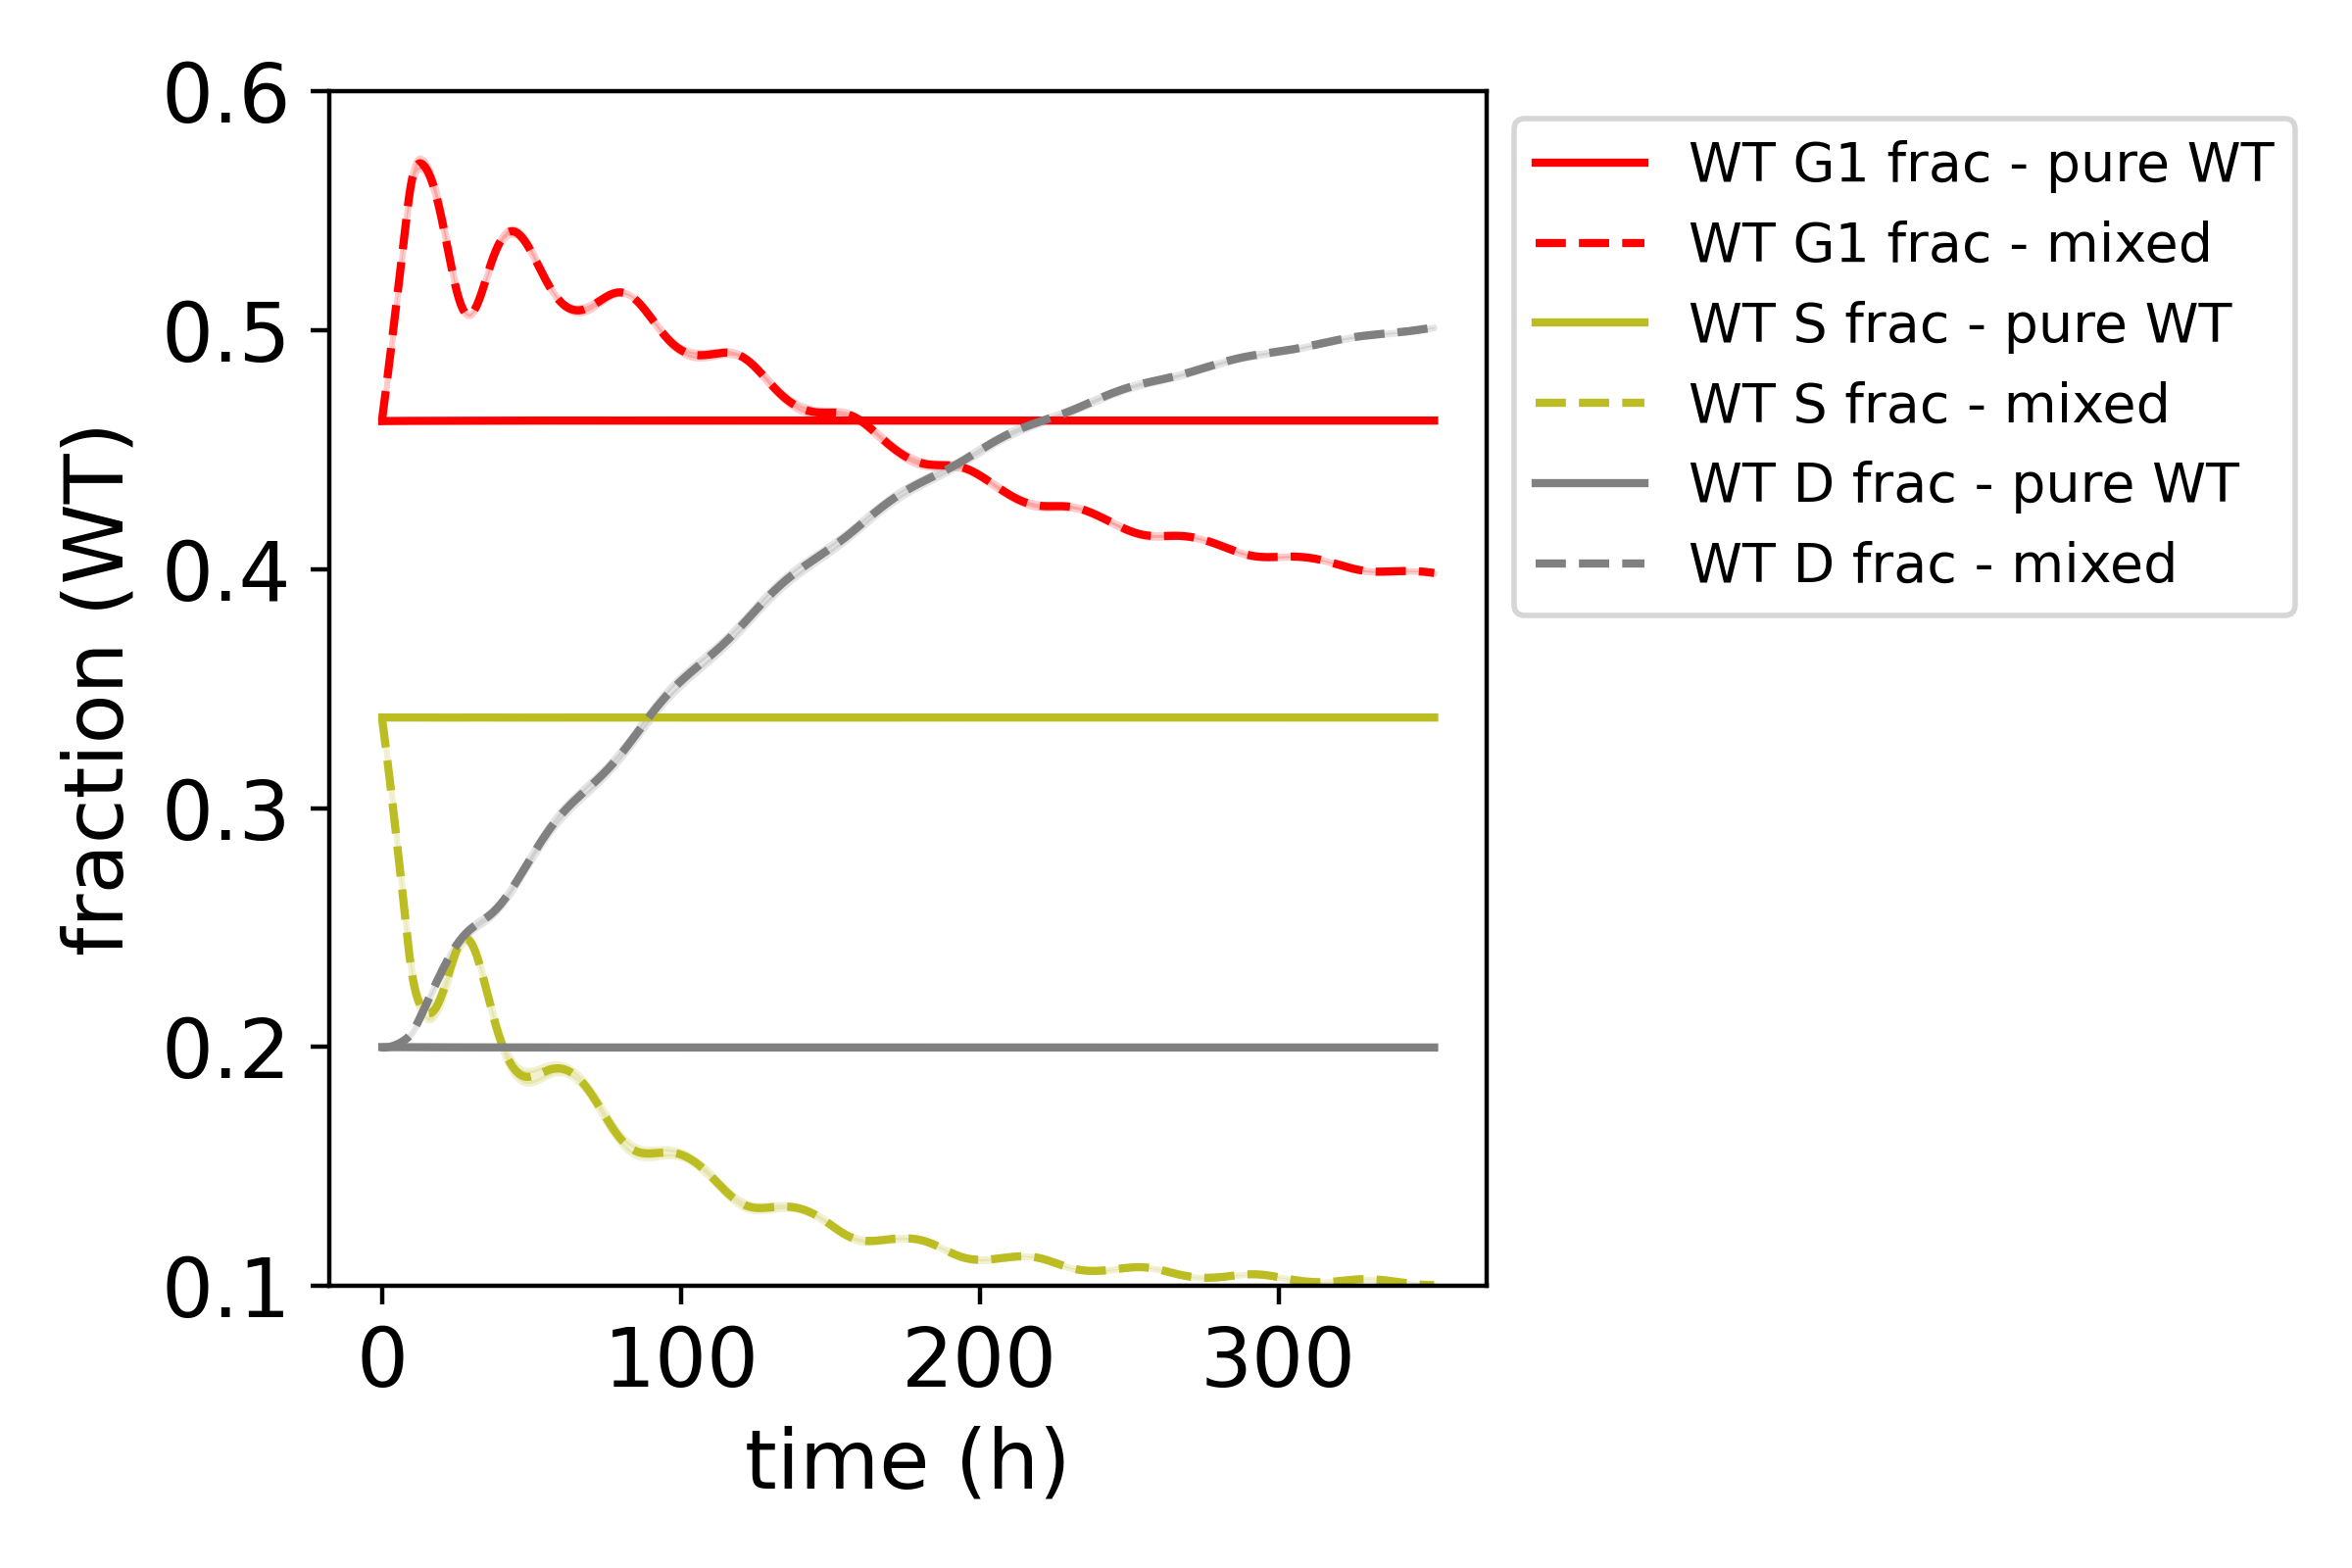 0.6
0.5
0.4
0.3
0.2
0.1
fraction (WT)
0
100
200
300
time (h)
WT G1 frac - pure WT
WT G1 frac - mixed
WT S frac - pure WT
WT S frac - mixed
WT D frac - pure WT
WT D frac - mixed